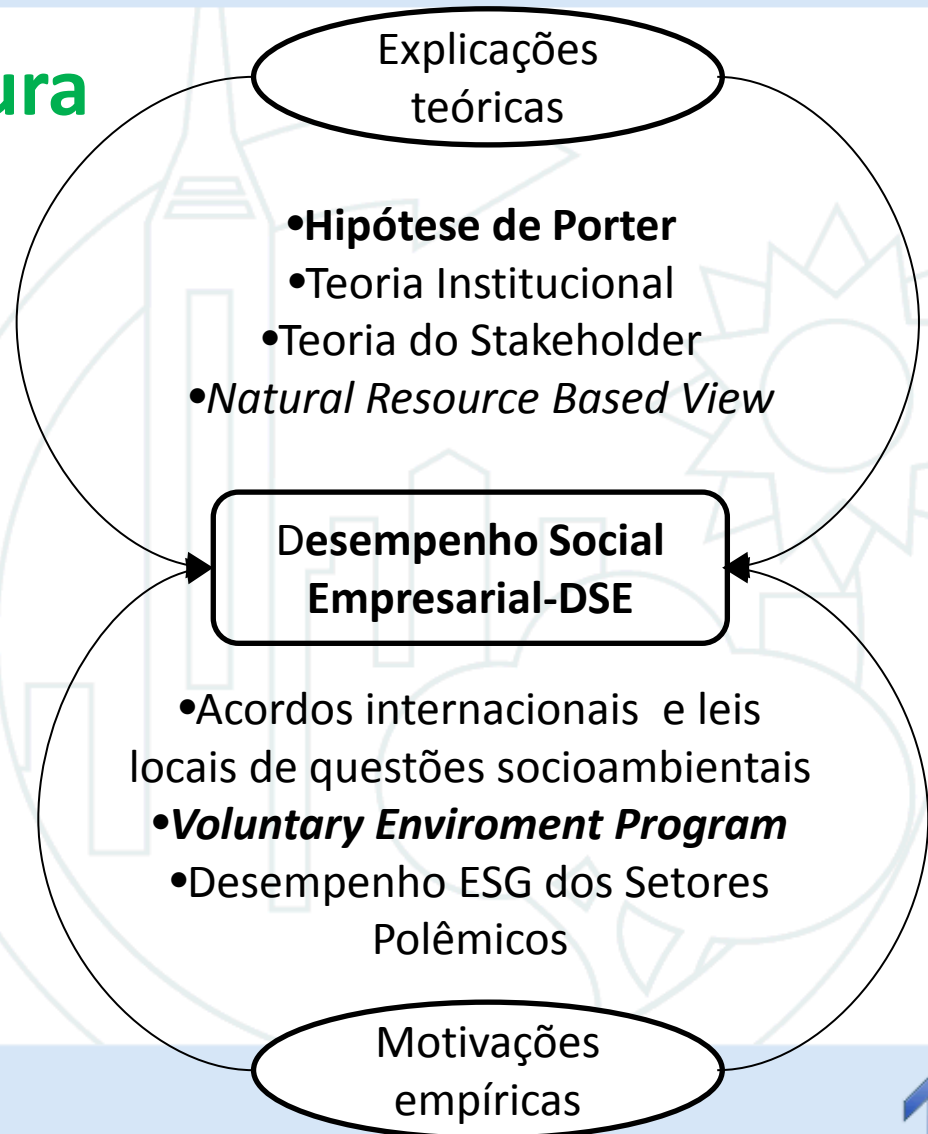 Explicações
teóricas
ura
•Hipótese de Porter
•Teoria Institucional
•Teoria do Stakeholder
•Natural Resource Based View
Desempenho Social
Empresarial-DSE
•Acordos internacionais e leis
locais de questões socioambientais
•Voluntary Enviroment Program
•Desempenho ESG dos Setores
Polêmicos
Motivações
empíricas